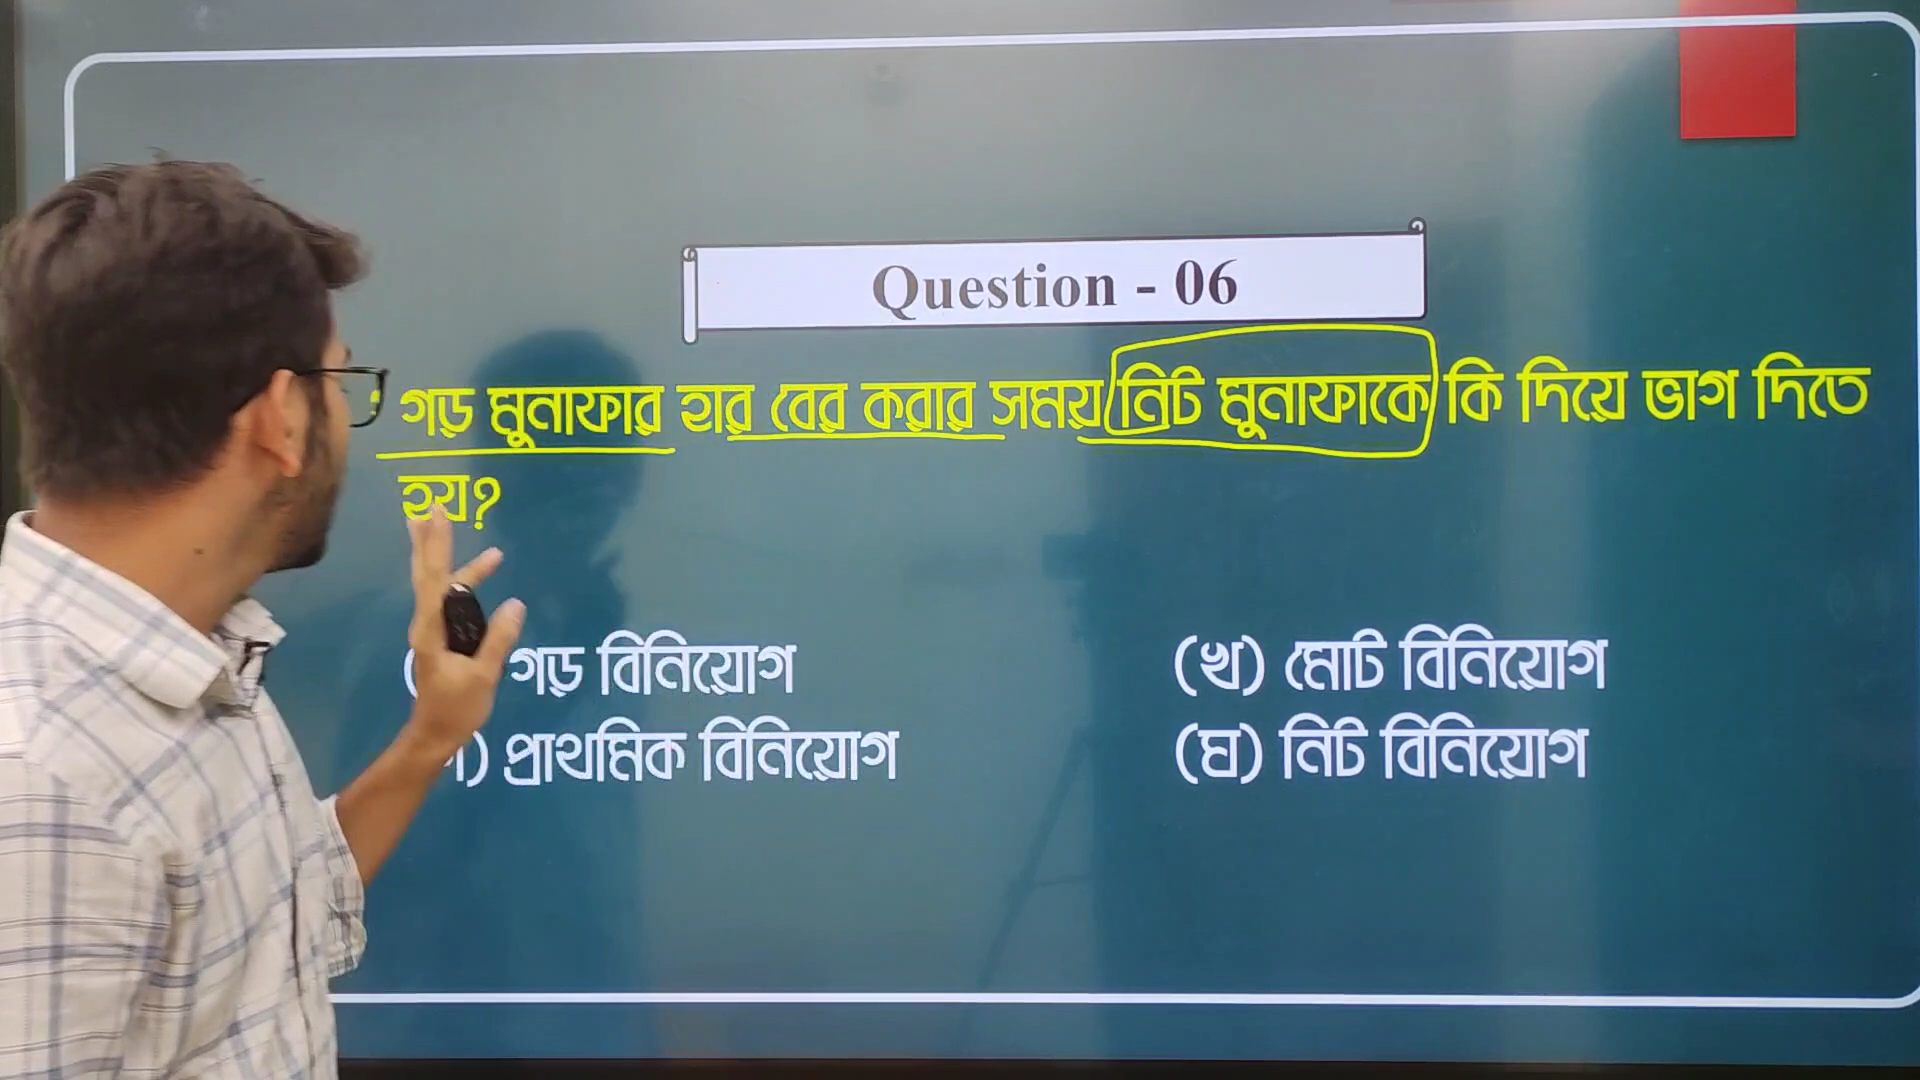 Question - 06
গড় মুনাফার হার বের করার সময় নিট মুনাফাকে কি দিয়ে ভাগ দিতে
হয়?
গড় বিনিয়োগ
(খ) মোট বিনিয়োগ
প্রাথমিক বিনিয়োগ
(ঘ) নিট বিনিয়োগ